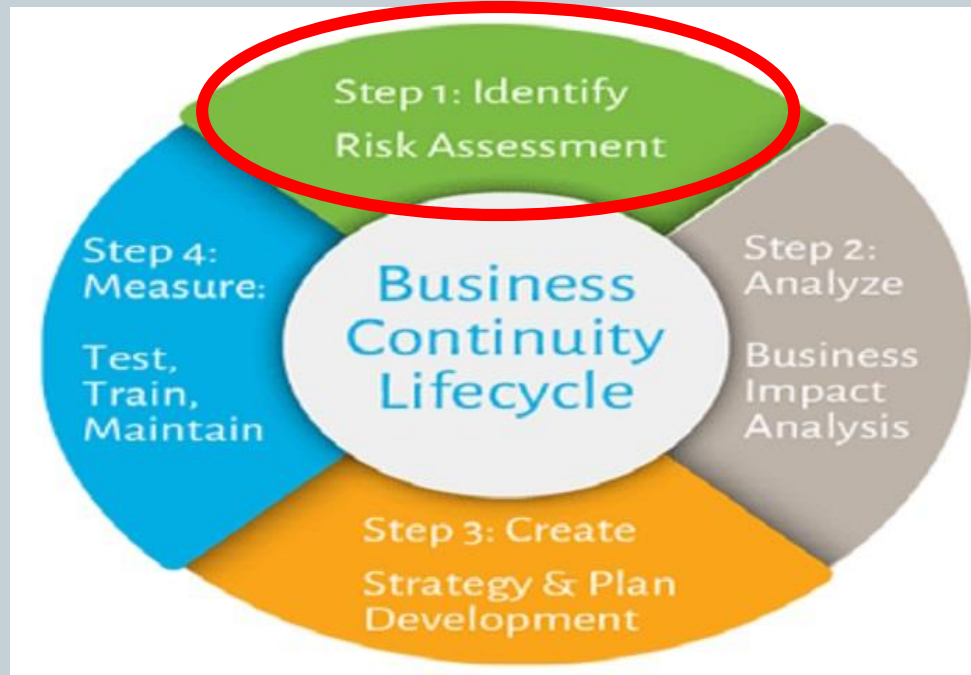 Step 1: Identify
Risk Assessment
Step 2:
Analyze
Business
Impact
Analysis
Step 3: Create
Strategy & Plan
Development
Step 4:
Measure:
Test,
Train,
Maintain
Business
Continuity
Lifecycle